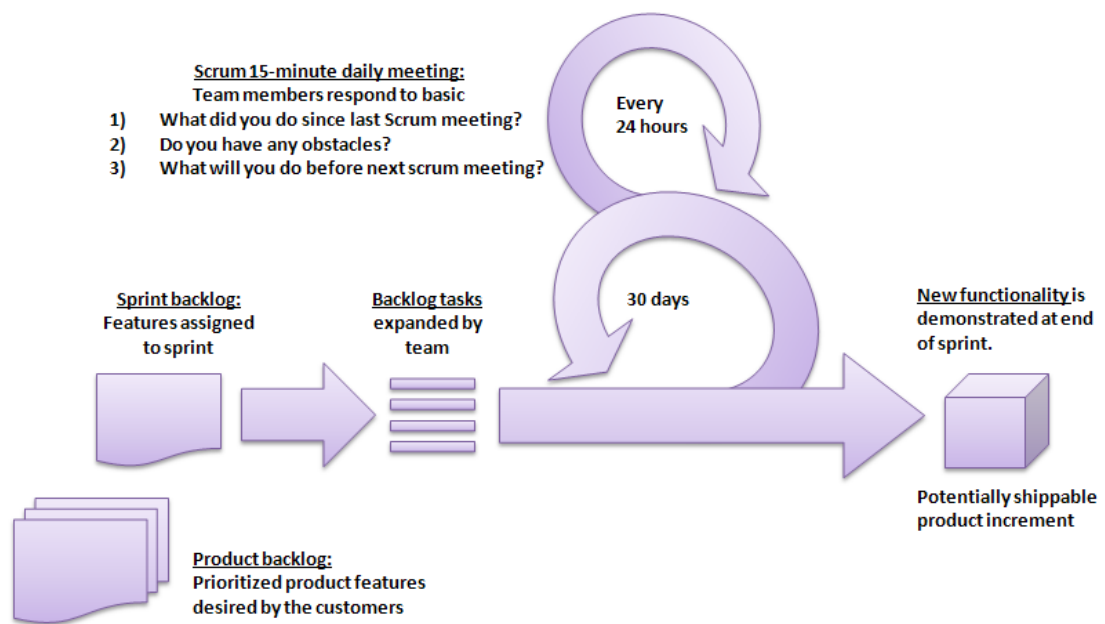 Scrum 15-minute daily meeting:
Team members respond to basic
1) What did you do since last Scrum meeting?
2) Do you have any obstacles?
3) What will you do before next scrum meeting?
Every
24 hours
30 days
Sprint backlog:
Features assigned
to sprint
Backlog tasks
expanded by
team
New functionality is
demonstrated at end
of sprint.
Potentially shippable
product increment
Product backlog:
Prioritized product features
desired by the customers